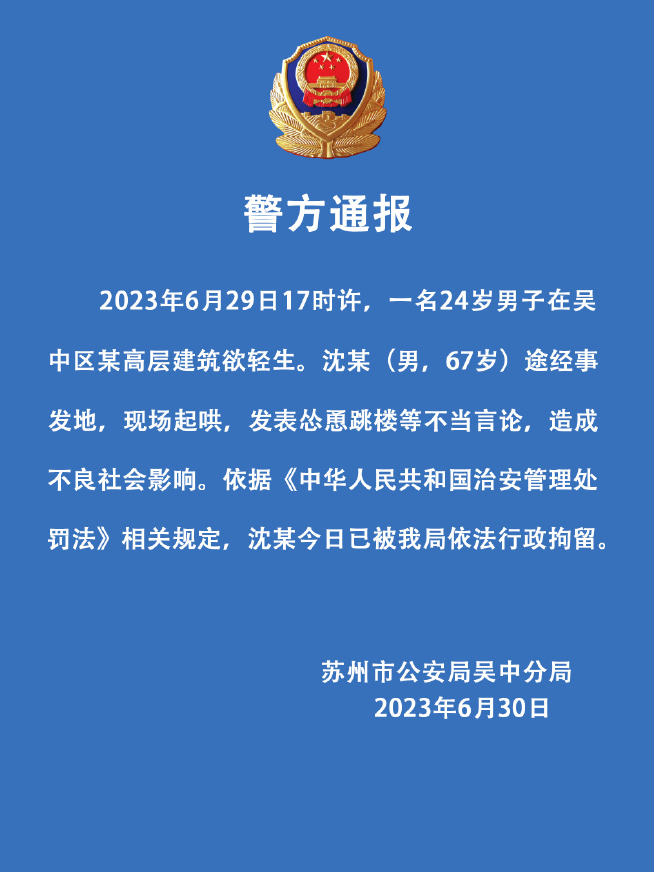 警方通报
2023年6月29日17时许，一名24岁男子在吴
中区某高层建筑欲轻生。沈某（男，67岁）途经事
发地，现场起哄，发表怂恿跳楼等不当言论，造成
不良社会影响。依据《中华人民共和国治安管理处
罚法》相关规定，沈某今日已被我局依法行政拘留。
苏州市公安局吴中分局
2023年6月30日